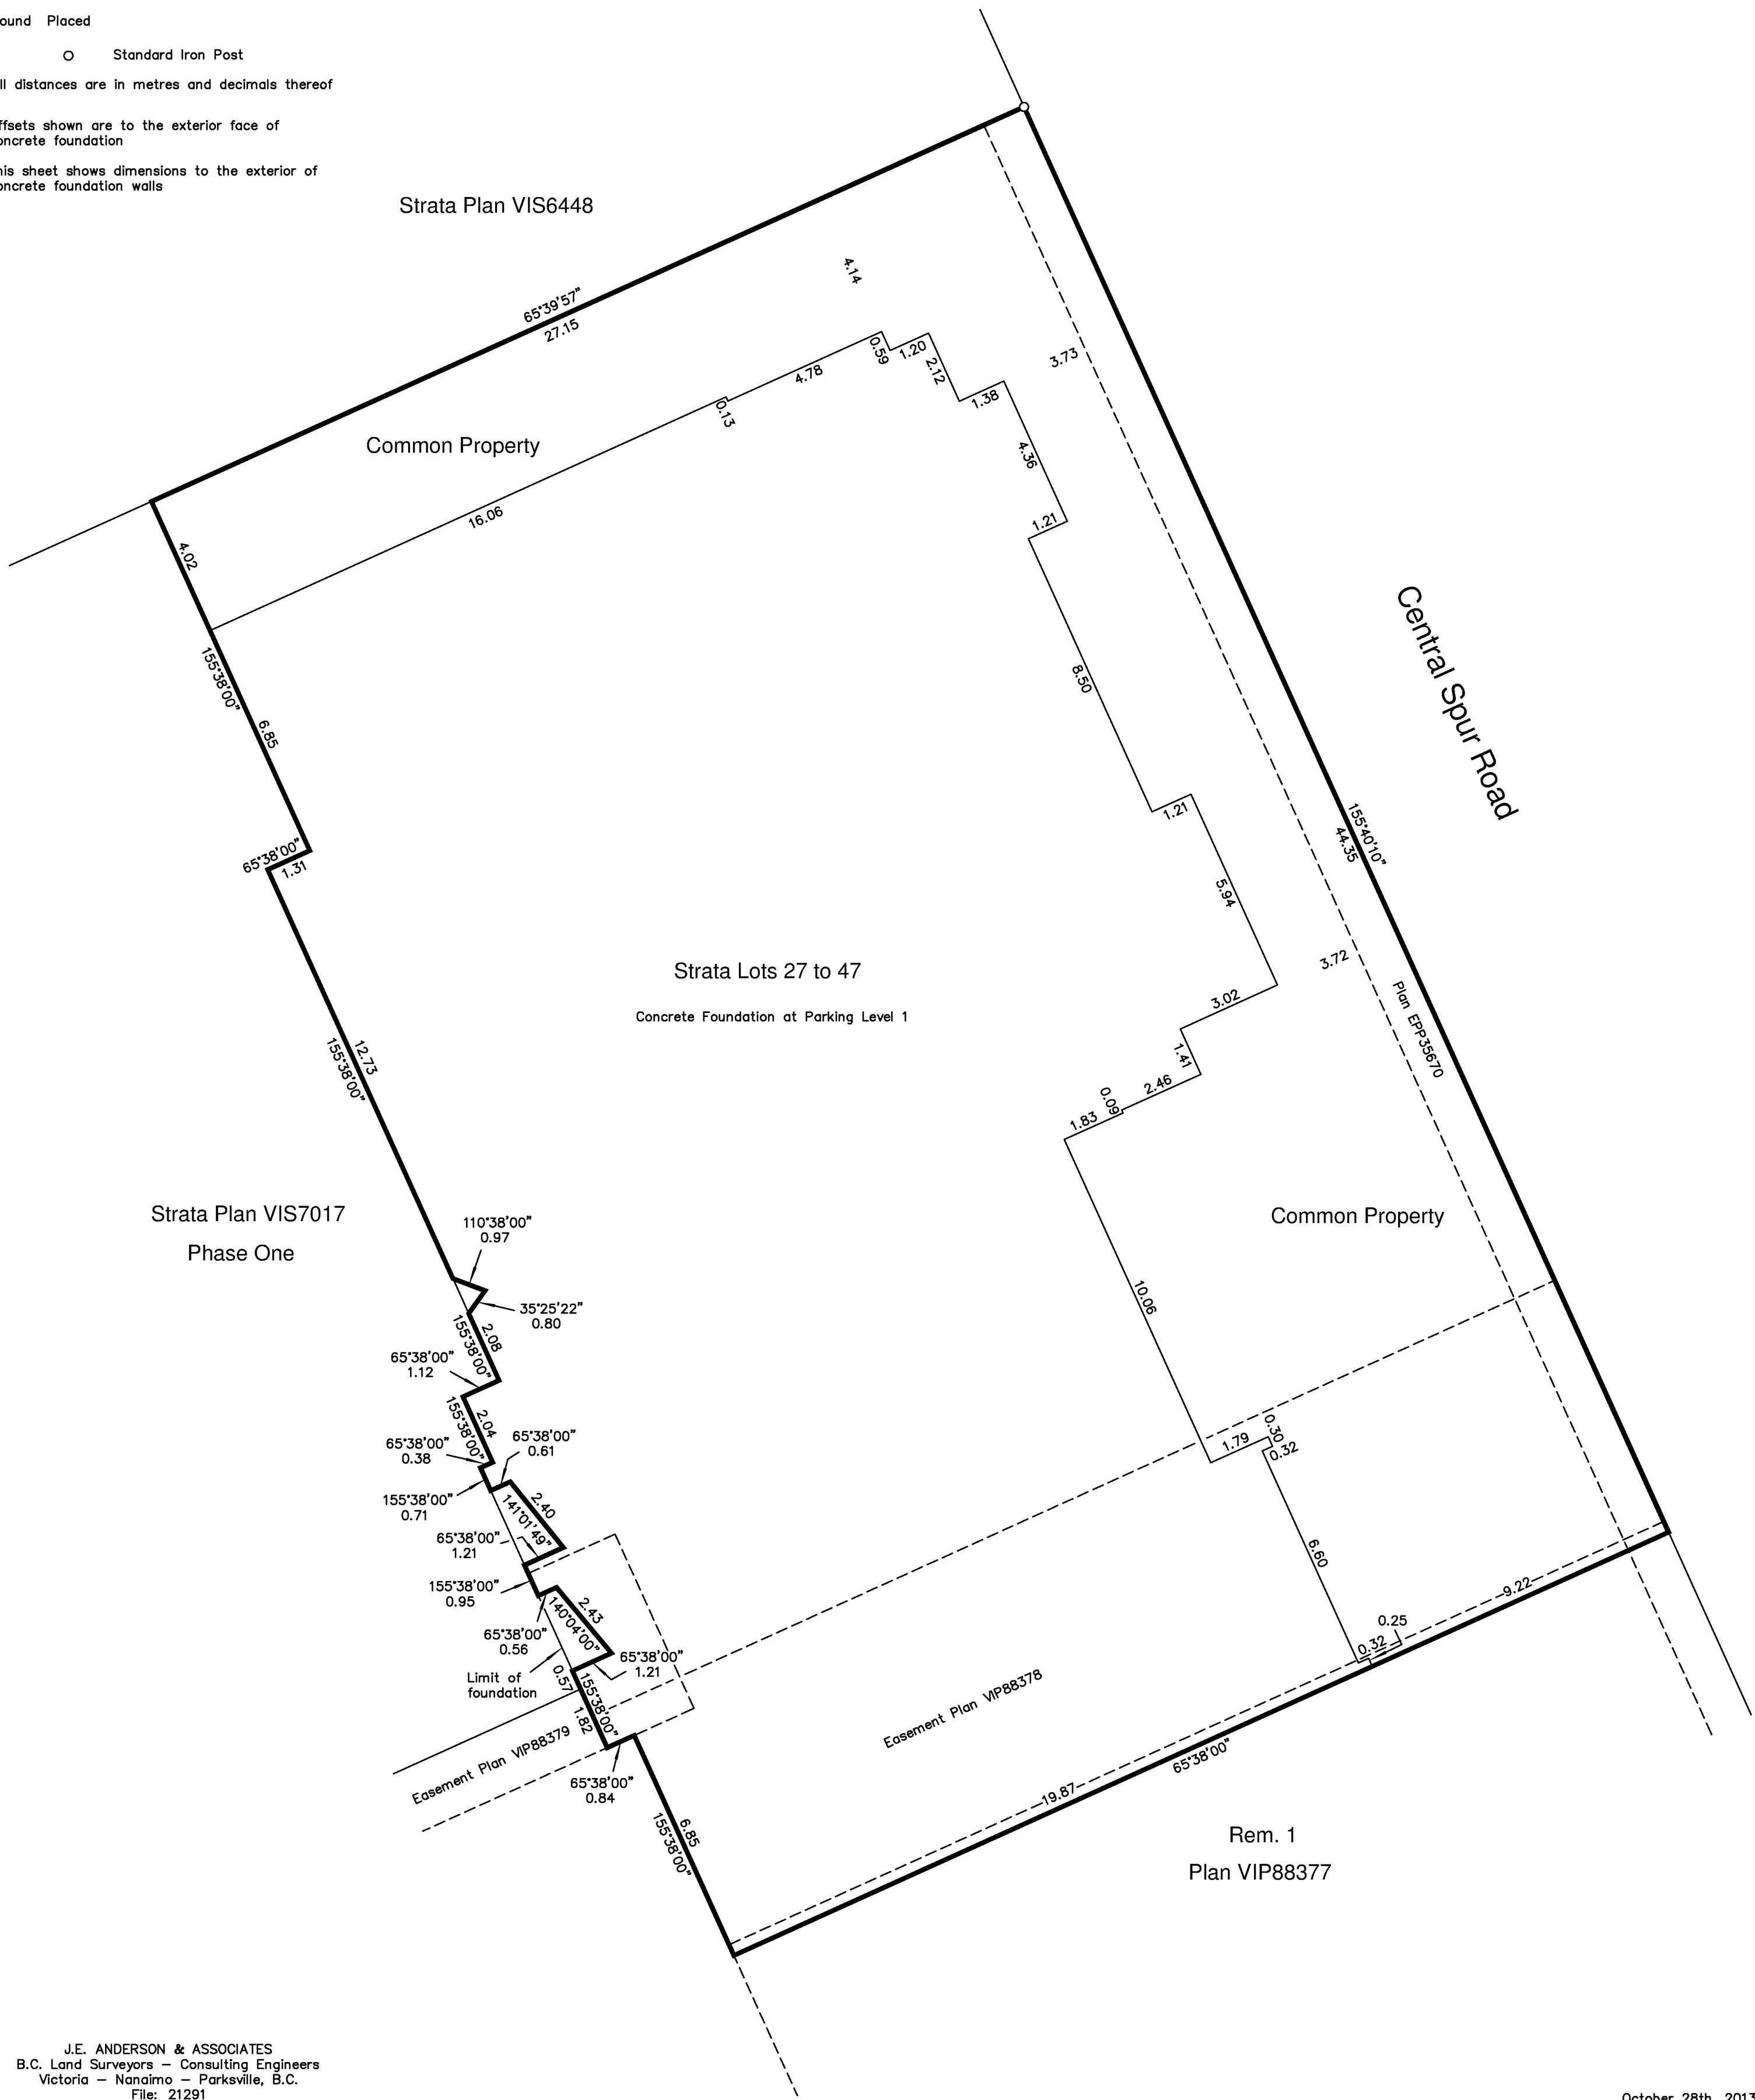 ound Placed
Standard Iron Post
ll distances are in metres and decimals thereof
ffsets shown are to the exterior face of
oncrete foundation
his sheet shows dimensions to the exterior of
oncrete foundation walls
Strata Plan VIS6448
65°39'57"
27.15
4.14
3.73
0.59
1.20
2.12
4.78
1.38
0.13
Common Property
4.36
16.06
1.21
4.02
155°38'00"
6.85
8.50
Central Spur Road
1.21
155°40'10"
44.35
65°38'00"
1.31
5.94
3.72
Strata Lots 27 to 47
Concrete Foundation at Parking Level 1
3.02
Plan EPP35670
12.73
155°38'00"
1.41
2.46
0.09
1.83
Strata Plan VIS7017
Phase One
Common Property
110°38'00"
0.97
35°25'22"
0.80
10.06
2.08
155°38'00"
65°38'00"
1.12
2.04
155°38'00"
65°38'00"
0.38
65°38'00"
0.61
1.79
0.30
0.32
155°38'00"
0.71
2.40
141°01'49"
65°38'00"
1.21
6.60
155°38'00"
0.95
9.22
2.43
140°04'00"
65°38'00"
0.56
0.25
0.32
65°38'00"
1.21
Limit of
foundation
0.57
155°38'00"
1.82
Easement Plan VIP88378
Easement Plan VIP88379
65°38'00"
0.84
65°38'00"
19.87
6.85
155°38'00"
Rem. 1
Plan VIP88377
J.E. ANDERSON & ASSOCIATES
B.C. Land Surveyors – Consulting Engineers
Victoria – Nanaimo – Parksville, B.C.
File: 21291
October 28th, 2013